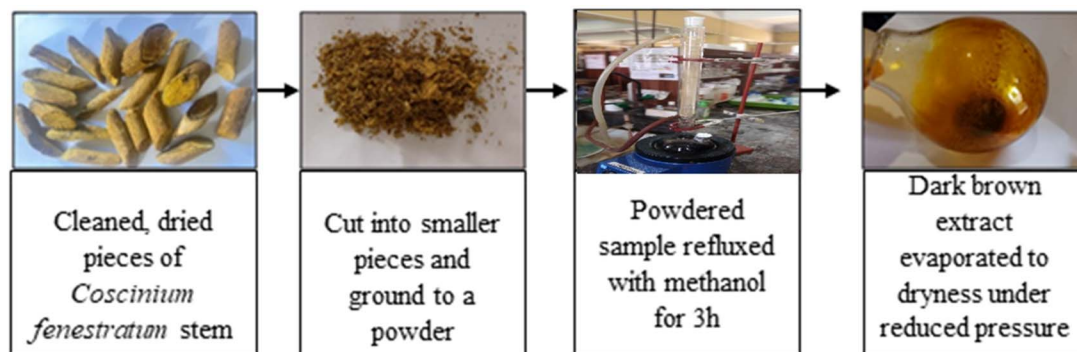 Cleaned, dried
pieces of
Coscinium
fenestratum stem
Cut into smaller
pieces and
ground to a
powder
Powdered
sample refluxed
with methanol
for 3h
Dark brown
extract
evaporated to
dryness under
reduced pressure